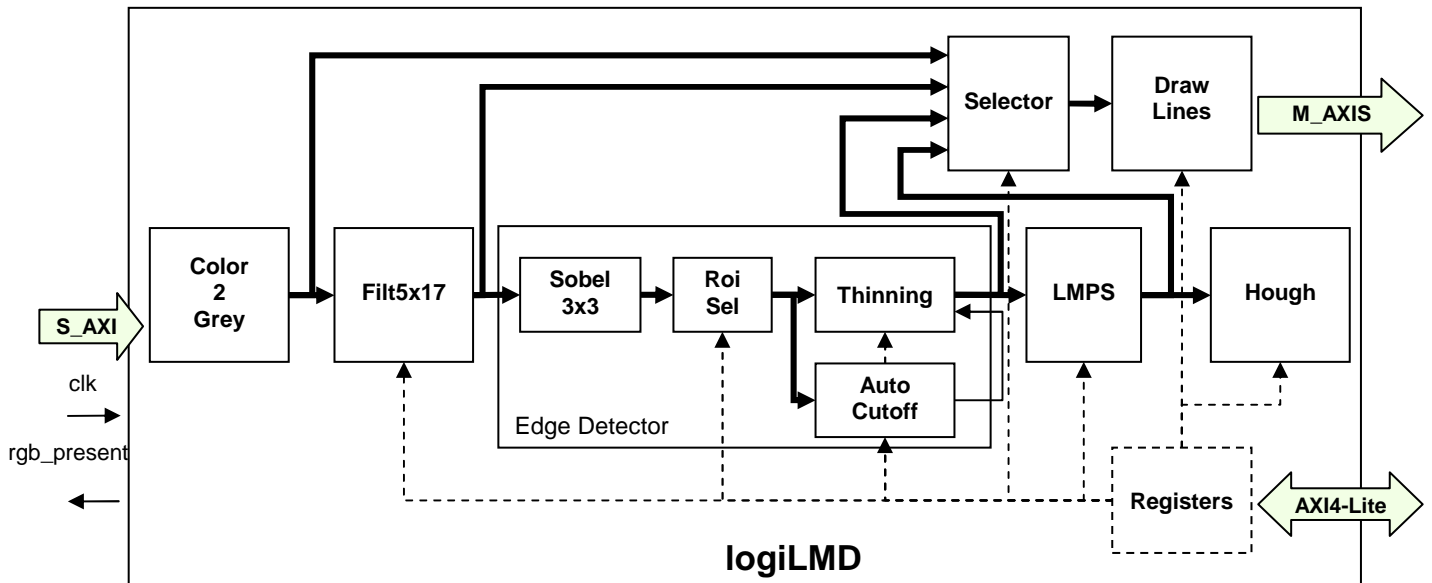 Selector
Draw
Lines
M_AXIS
Color
2
Grey
Filt5x17
Sobel
3x3
Roi
Sel
Thinning
LMPS
Hough
S_AXI
clk
Auto
Cutoff
Edge Detector
rgb_present
Registers
AXI4-Lite
logiLMD